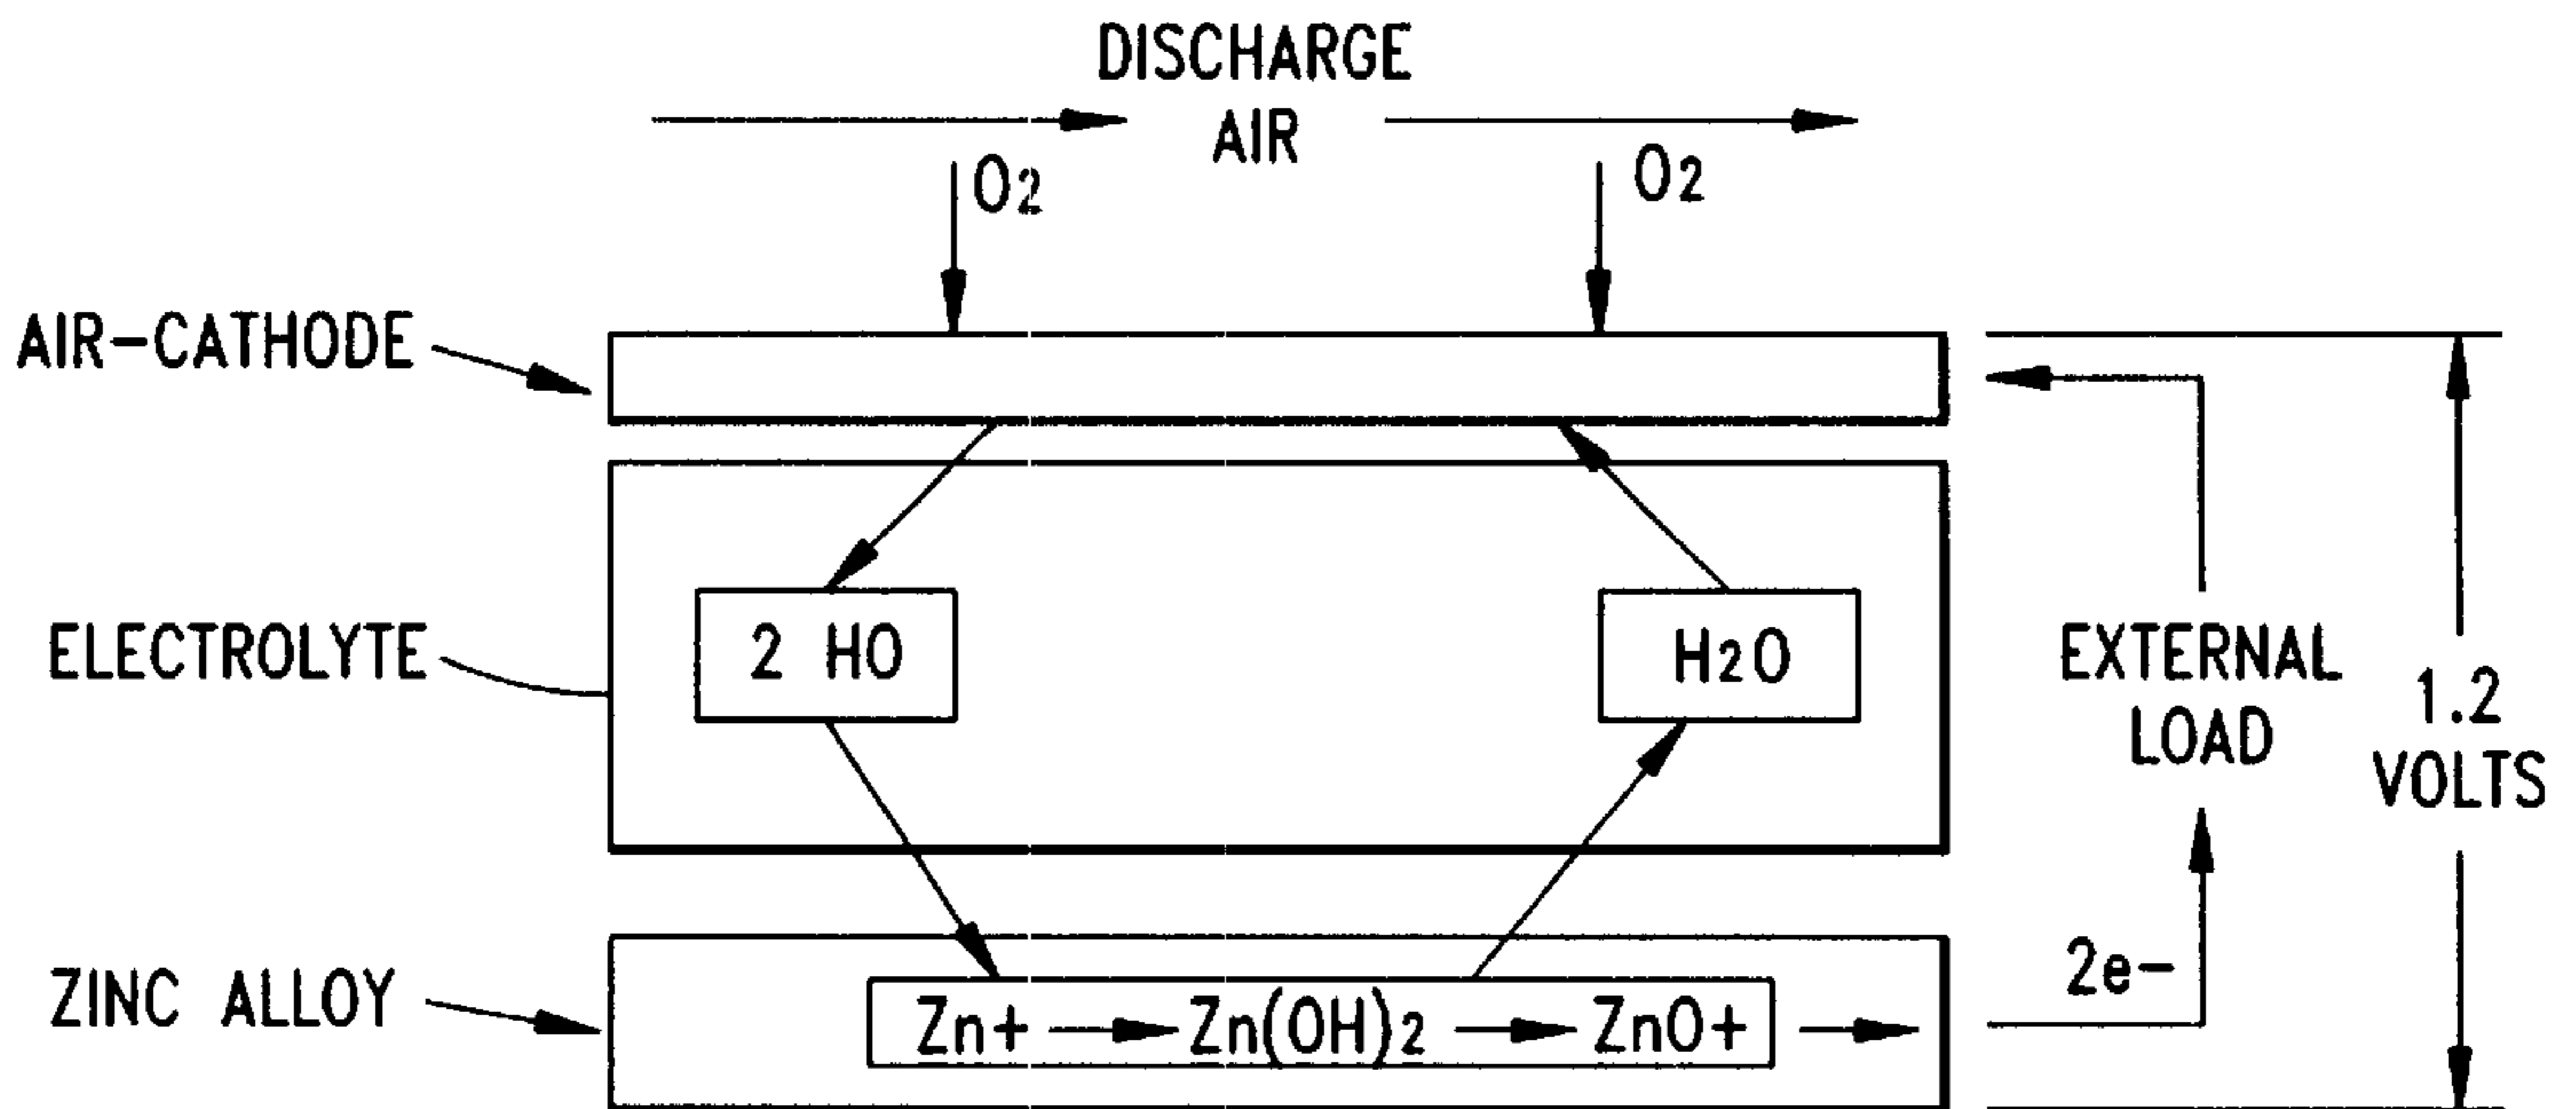 DISCHARGE
AIR
O2
O2
AIR-CATHODE
ELECTROLYTE
2 HO
H2O
EXTERNAL
LOAD
1.2
VOLTS
ZINC ALLOY
Zn+ → Zn(OH)2 → ZnO+ →
2e-